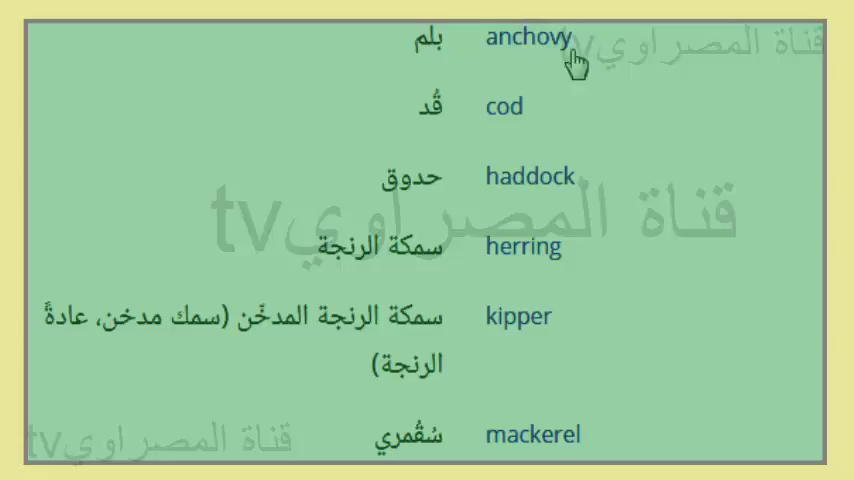 anchovy بلم
قناة المصراويtv
cod قُد
haddock حدوق
قناة المصراويtv
herring سمكة الرنجة
kipper سمكة الرنجة المدخّن (سمك مدخن، عادةً
الرنجة)
mackerel سُقُمري
قناة المصراويtv